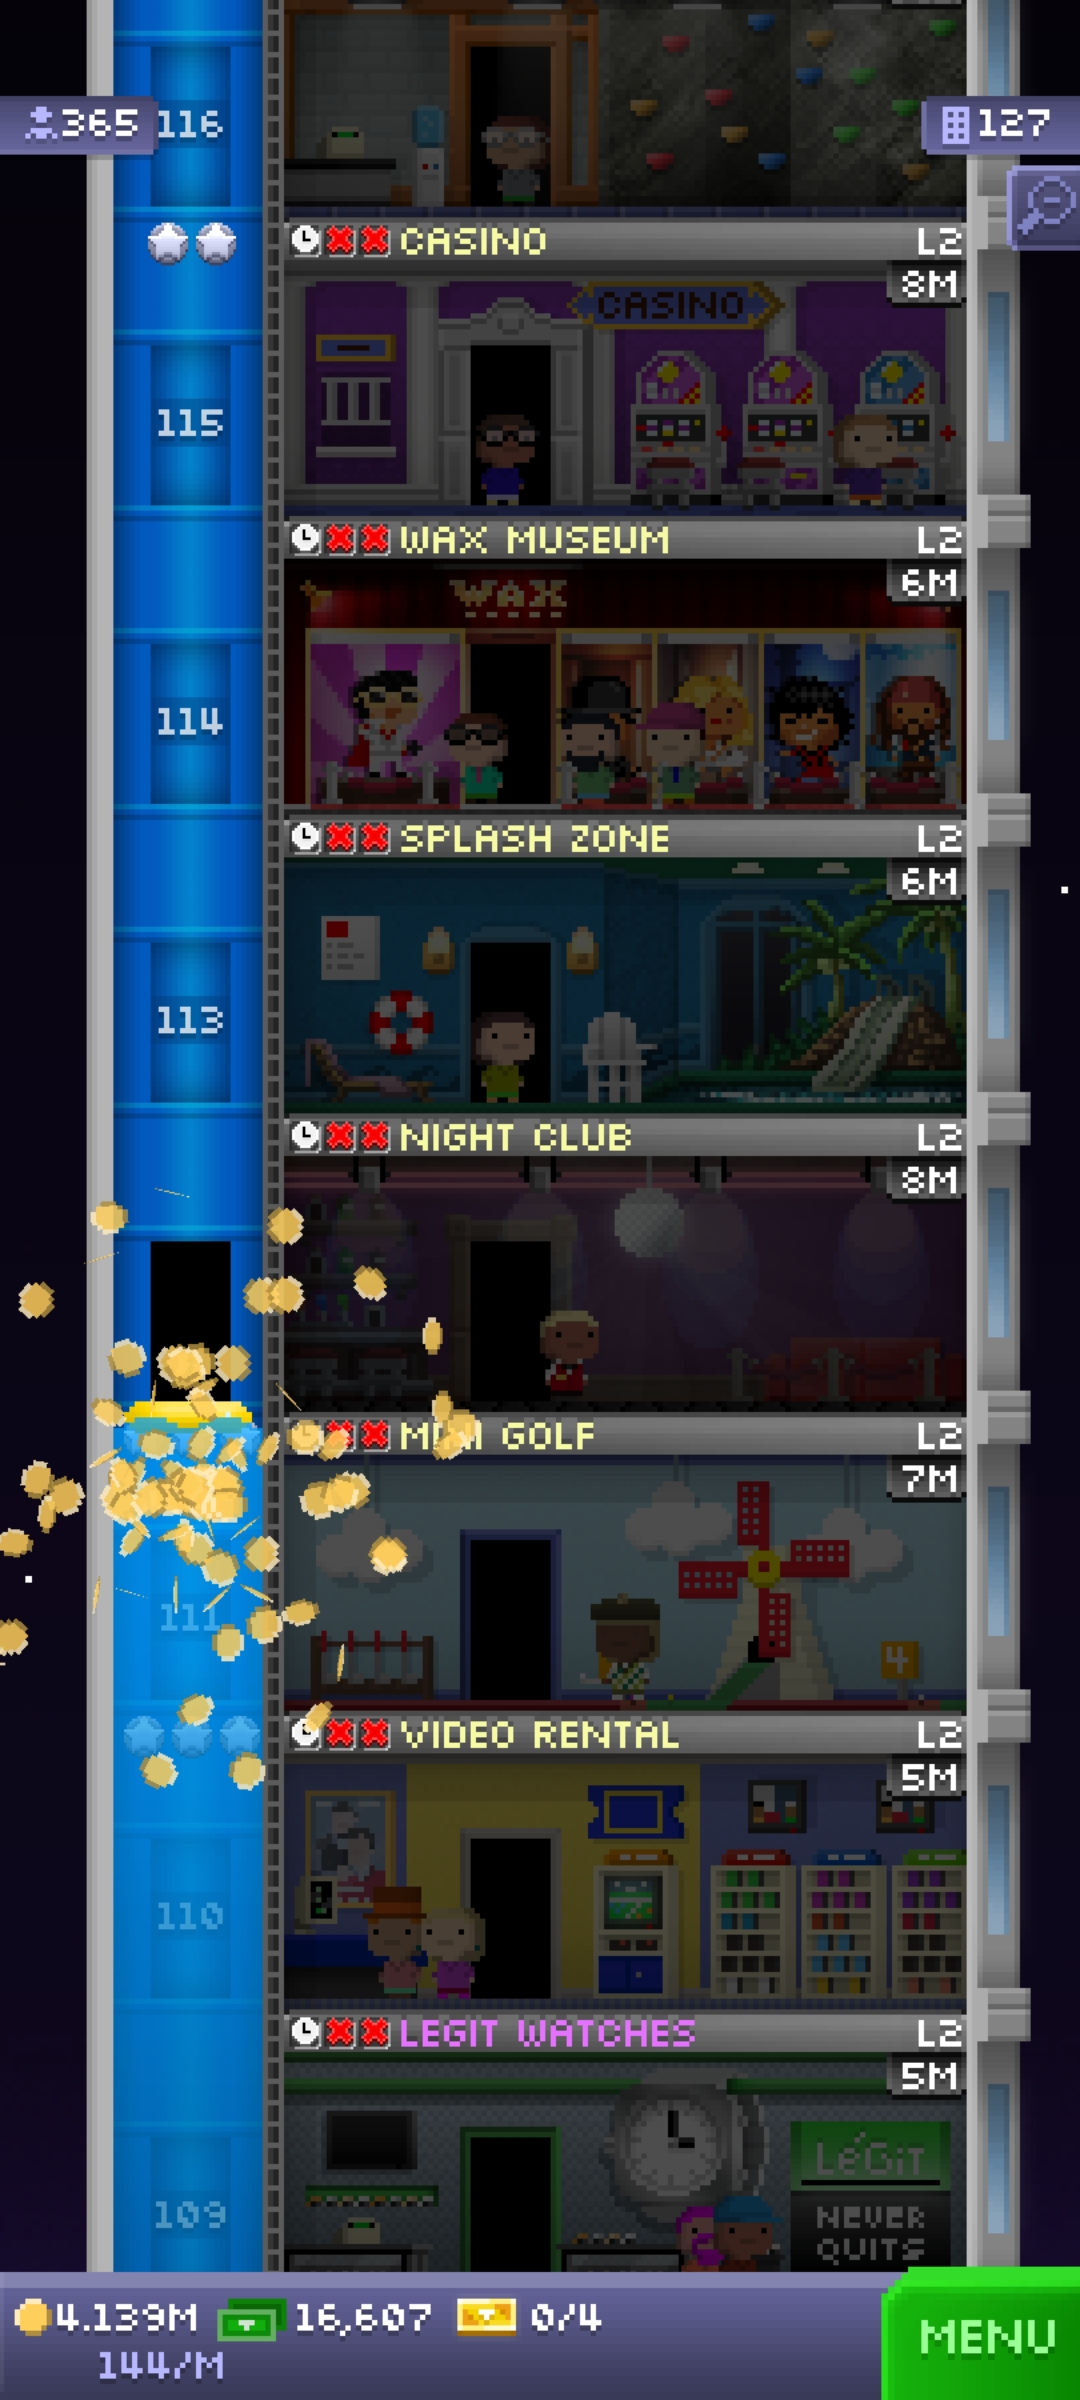 365
116
127
CASINO L2
8M
CASINO
115
WAX MUSEUM L2
6M
WAX
114
SPLASH ZONE L2
6M
113
NIGHT CLUB L2
8M
GOLF L2
7M
111
4
VIDEO RENTAL L2
5M
110
LEGIT WATCHES L2
5M
LéGiT
NEVER
QUITS
109
4.139M 16,607 0/4
144/M
MENU